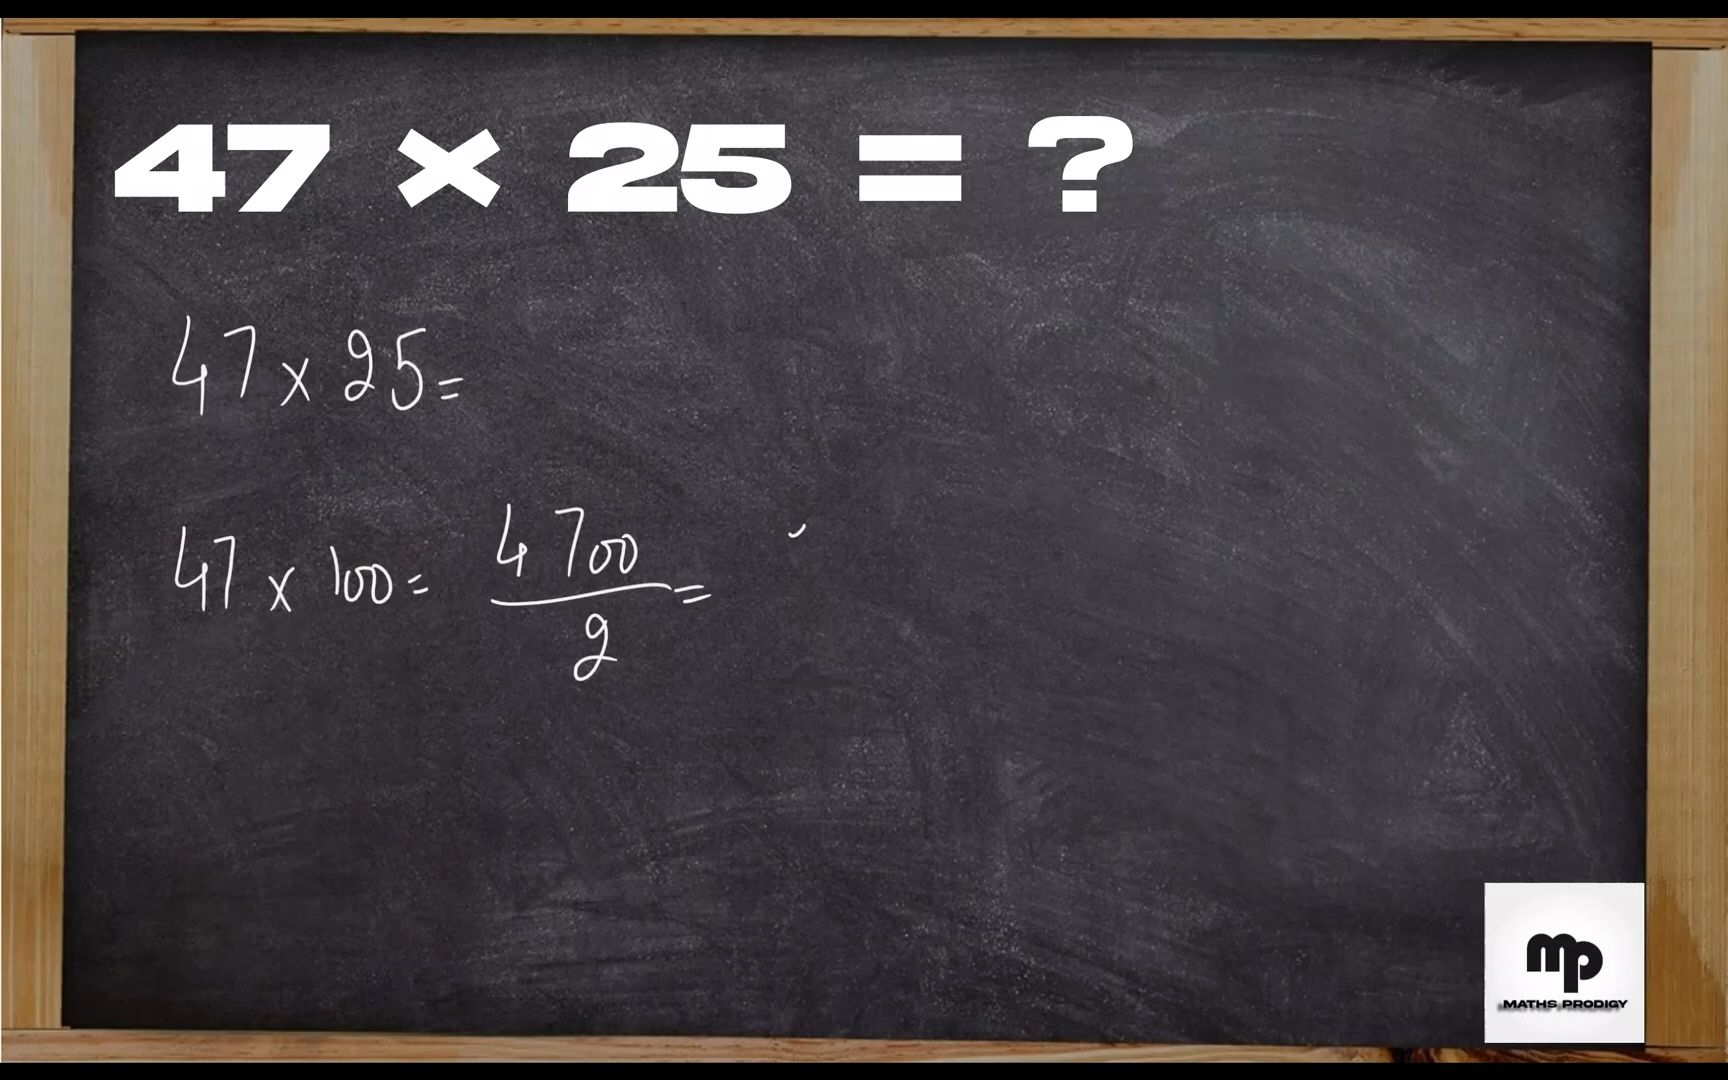 47 × 25 = ?
47 x 25 =
47 x 100 = 4700/2 =
mp
MATHS PRODIGY